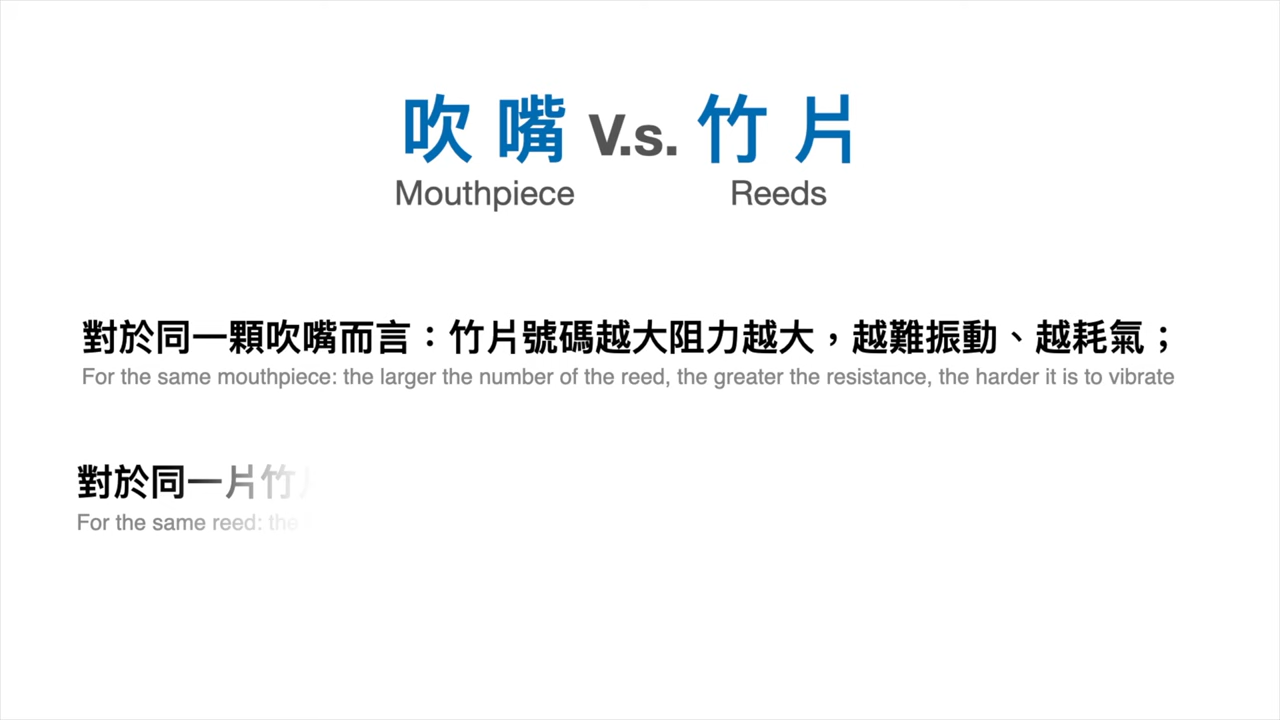 吹嘴 V.s. 竹片
Mouthpiece Reeds
對於同一顆吹嘴而言：竹片號碼越大阻力越大，越難振動、越耗氣；
For the same mouthpiece: the larger the number of the reed, the greater the resistance, the harder it is to vibrate
對於同一片竹
For the same reed: the